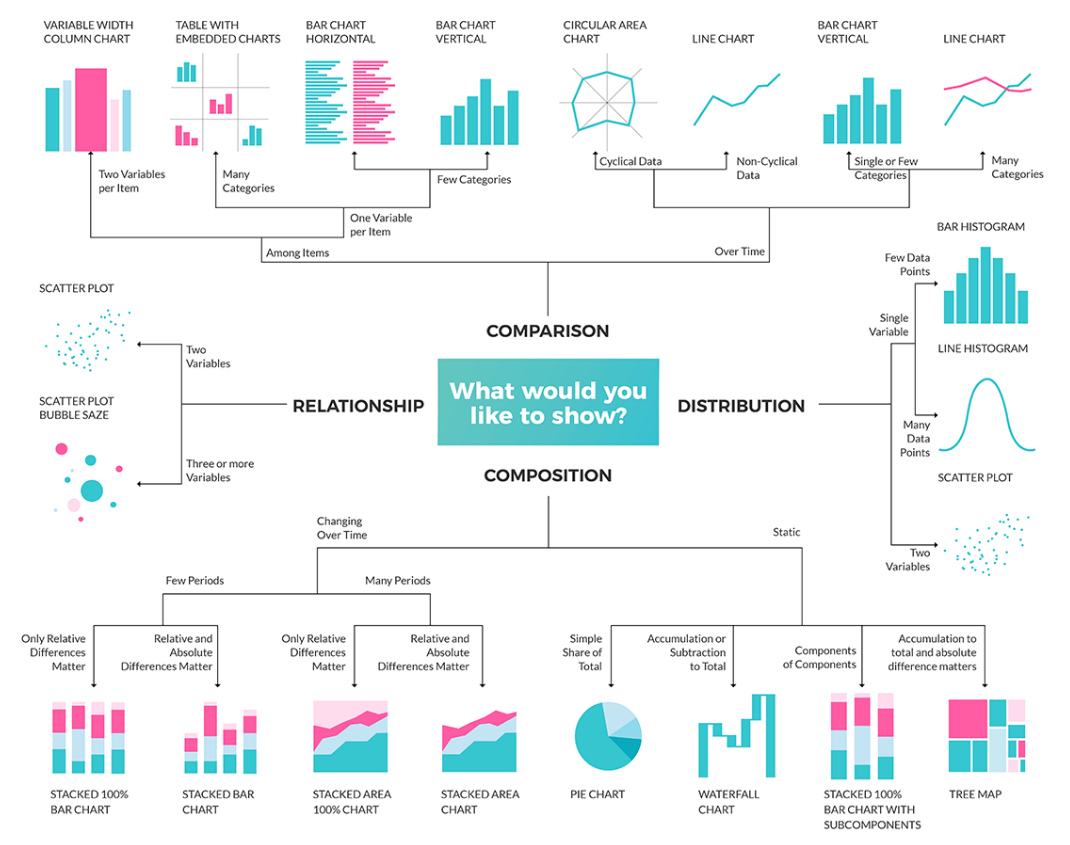 VARIABLE WIDTH
COLUMN CHART
TABLE WITH
EMBEDDED CHARTS
BAR CHART
HORIZONTAL
BAR CHART
VERTICAL
CIRCULAR AREA
CHART
LINE CHART
BAR CHART
VERTICAL
LINE CHART
Two Variables
per Item
Many
Categories
Few Categories
Cyclical Data
Non-Cyclical
Data
Single or Few
Categories
Many
Categories
One Variable
per Item
Among Items
Over Time
COMPARISON
What would you
like to show?
RELATIONSHIP
SCATTER PLOT
Two
Variables
SCATTER PLOT
BUBBLE SAZE
Three or more
Variables
DISTRIBUTION
BAR HISTOGRAM
Few Data
Points
Single
Variable
LINE HISTOGRAM
Many
Data
Points
SCATTER PLOT
Two
Variables
COMPOSITION
Changing
Over Time
Static
Few Periods
Many Periods
Only Relative
Differences
Matter
Relative and
Absolute
Differences Matter
Only Relative
Differences
Matter
Relative and
Absolute
Differences Matter
Simple
Share of
Total
Accumulation or
Subtraction
to Total
Components
of Components
Accumulation to
total and absolute
difference matters
STACKED 100%
BAR CHART
STACKED BAR
CHART
STACKED AREA
100% CHART
STACKED AREA
CHART
PIE CHART
WATERFALL
CHART
STACKED 100%
BAR CHART WITH
SUBCOMPONENTS
TREE MAP